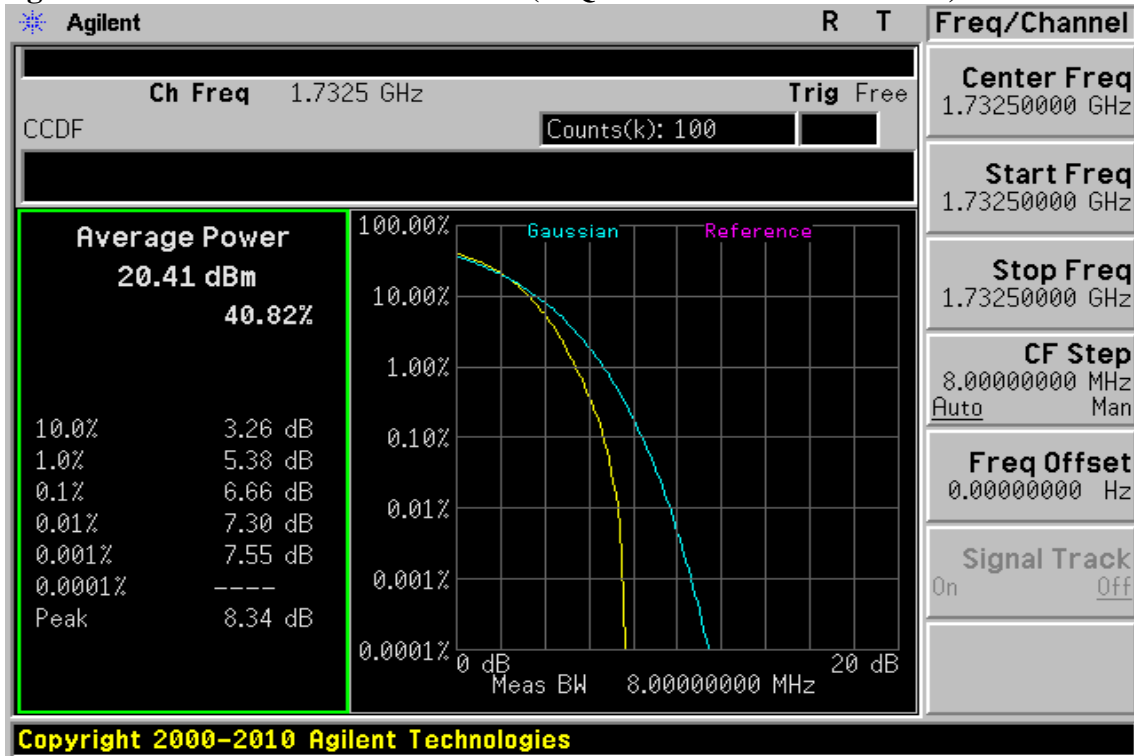 Agilent R T
Ch Freq 1.7325 GHz Trig Free
CCDF Counts(k): 100
Average Power
20.41 dBm
40.82%
10.0% 3.26 dB
1.0% 5.38 dB
0.1% 6.66 dB
0.01% 7.30 dB
0.001% 7.55 dB
0.0001% ----
Peak 8.34 dB
Gaussian Reference
100.00%
10.00%
1.00%
0.10%
0.01%
0.001%
0.0001%
0 dB 20 dB
Meas BW 8.00000000 MHz
Freq/Channel
Center Freq
1.73250000 GHz
Start Freq
1.73250000 GHz
Stop Freq
1.73250000 GHz
CF Step
8.00000000 MHz
Auto Man
Freq Offset
0.00000000 Hz
Signal Track
On Off
Copyright 2000-2010 Agilent Technologies